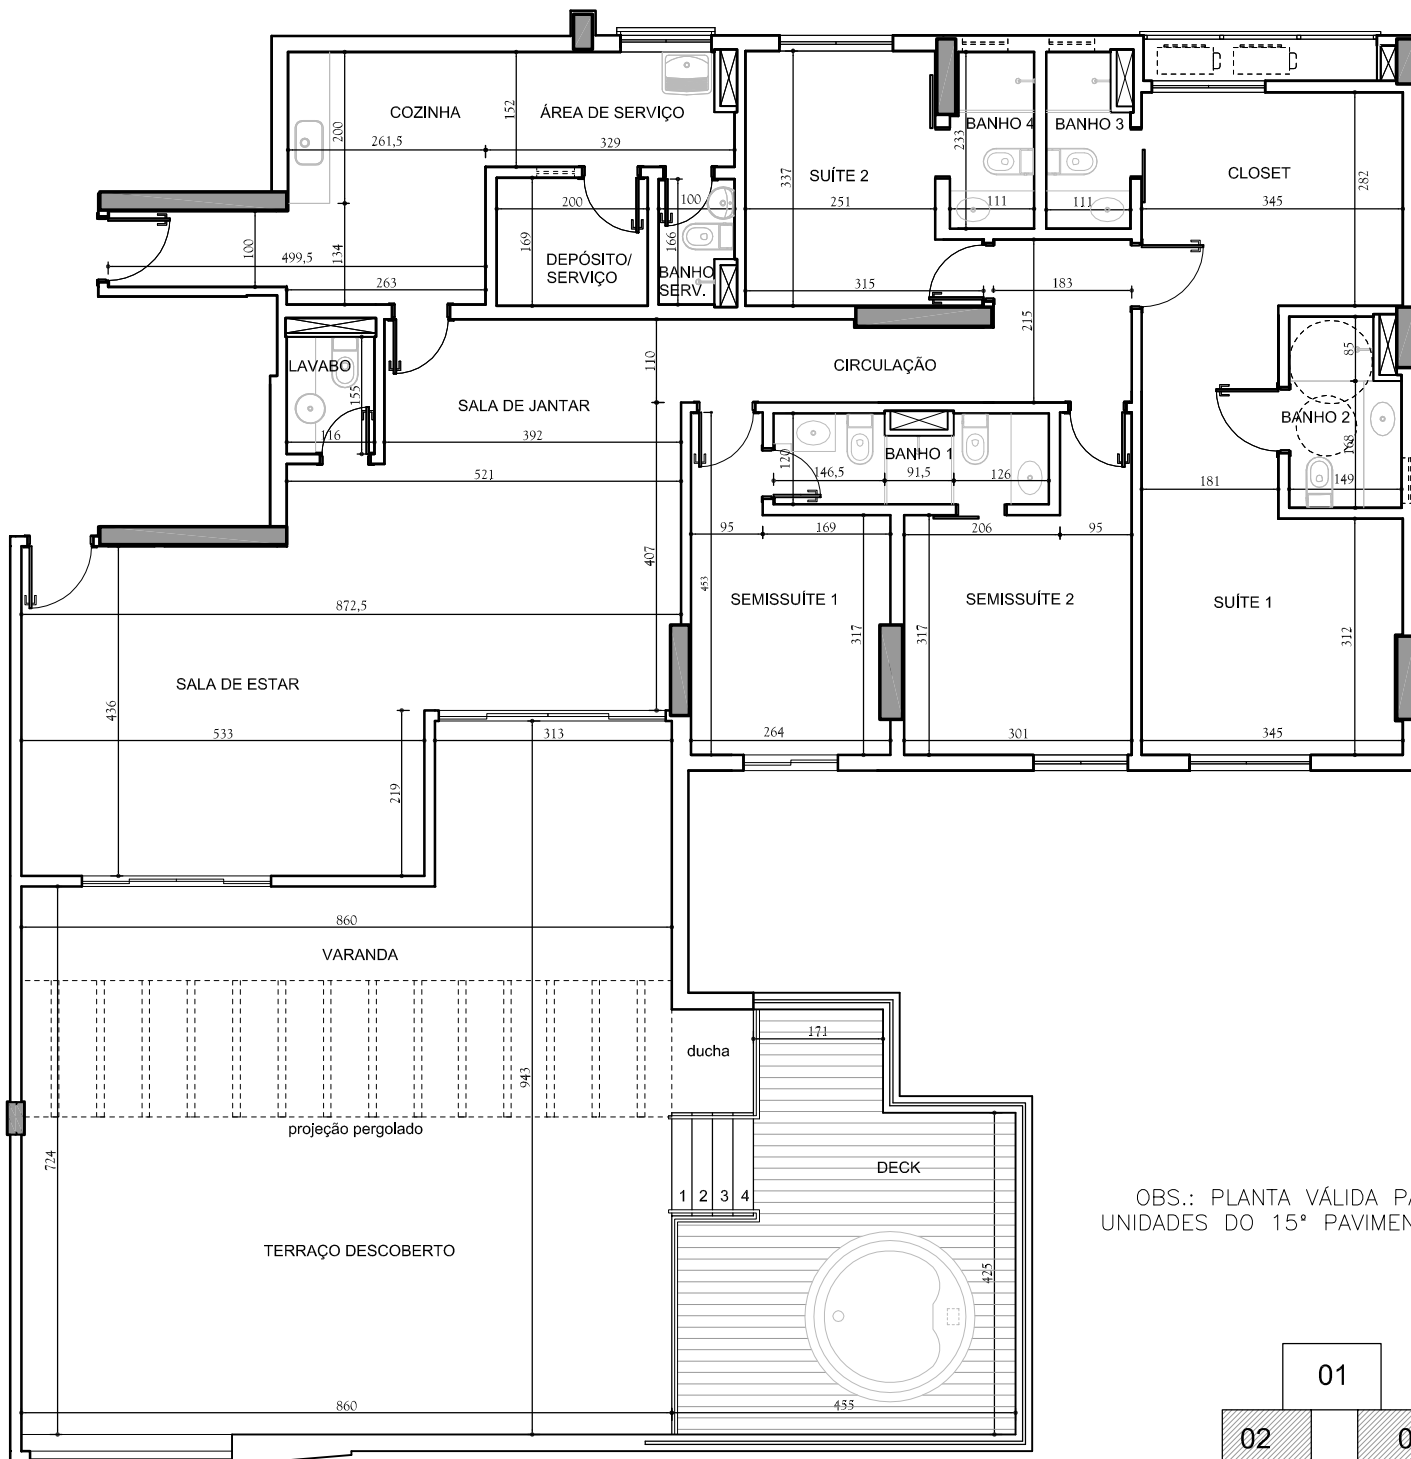 COZINHA
ÁREA DE SERVIÇO
152
200
261,5
329
SUÍTE 2
337
251
BANHO 4
233
111
BANHO 3
111
CLOSET
282
345
100
499,5
134
263
200
169
DEPÓSITO/
SERVIÇO
100
166
BANHO
SERV.
315
183
215
LAVABO
155
116
110
SALA DE JANTAR
392
521
CIRCULAÇÃO
85
BANHO 2
168
149
181
120
146,5
BANHO 1
91,5
126
95
169
206
95
407
453
872,5
SEMISSUÍTE 1
317
SEMISSUÍTE 2
317
SUÍTE 1
312
SALA DE ESTAR
436
533
313
219
264
301
345
860
VARANDA
943
171
ducha
projeção pergolado
724
1 2 3 4
DECK
425
TERRAÇO DESCOBERTO
860
455
OBS.: PLANTA VÁLIDA PA
UNIDADES DO 15º PAVIMEN
01
02
0